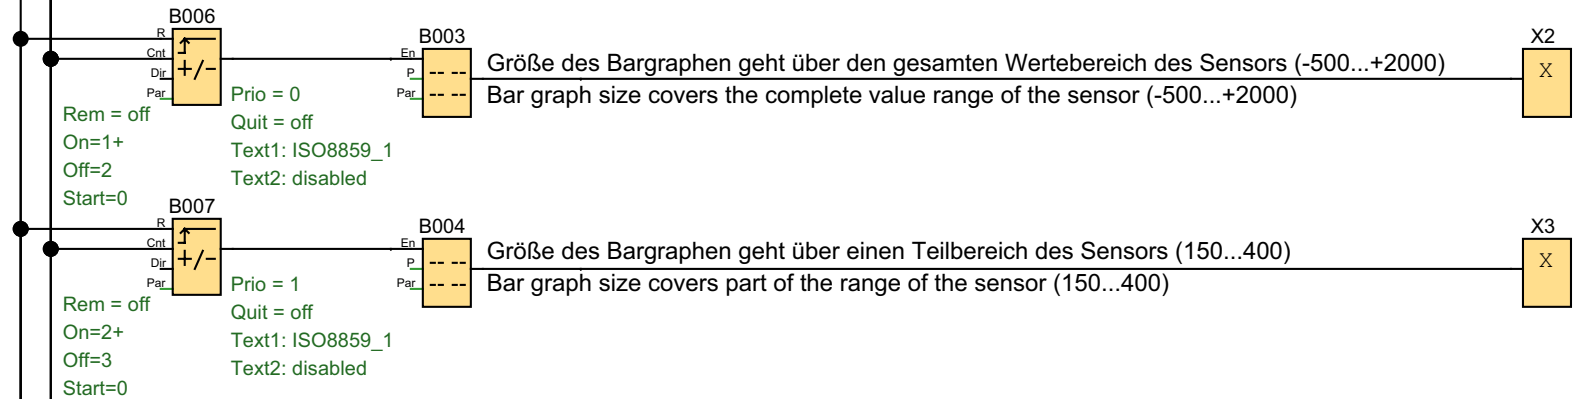 B006
R
Cnt
Dir
Par
+/-
Rem = off
On=1+
Off=2
Start=0
B003
En
P
Par
-- --
-- --
Prio = 0
Quit = off
Text1: ISO8859_1
Text2: disabled
Größe des Bargraphen geht über den gesamten Wertebereich des Sensors (-500...+2000)
Bar graph size covers the complete value range of the sensor (-500...+2000)
X2
X
B007
R
Cnt
Dir
Par
+/-
Rem = off
On=2+
Off=3
Start=0
B004
En
P
Par
-- --
-- --
Prio = 1
Quit = off
Text1: ISO8859_1
Text2: disabled
Größe des Bargraphen geht über einen Teilbereich des Sensors (150...400)
Bar graph size covers part of the range of the sensor (150...400)
X3
X